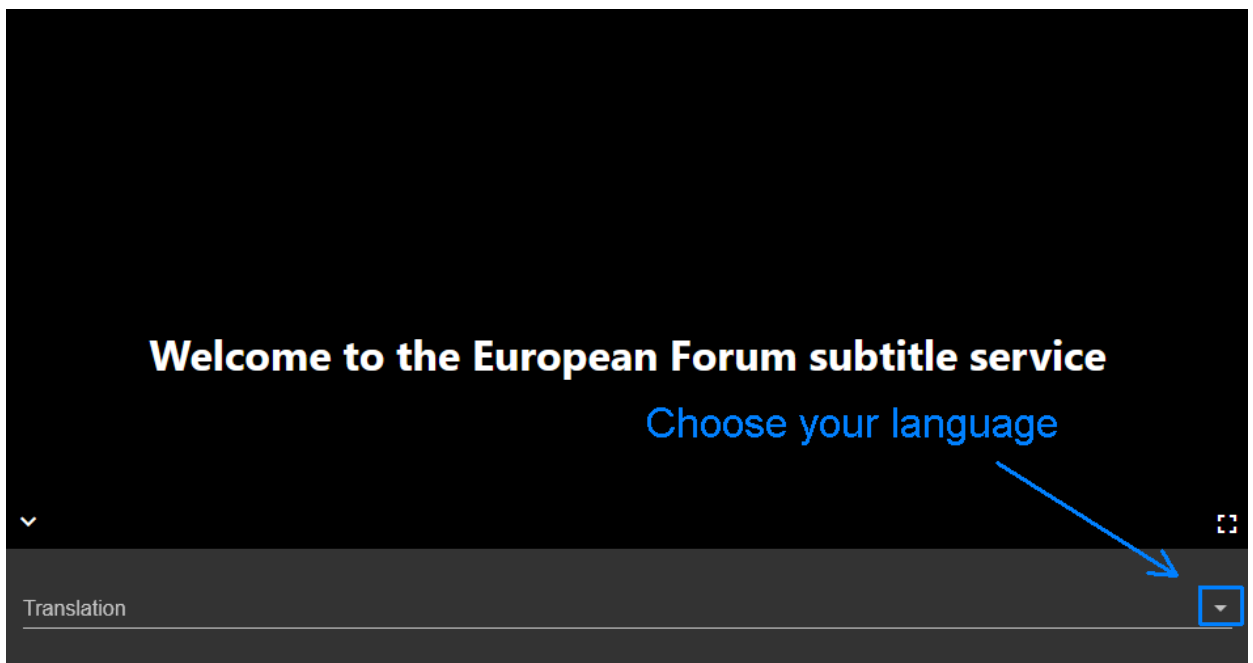 Welcome to the European Forum subtitle service
Choose your language
Translation